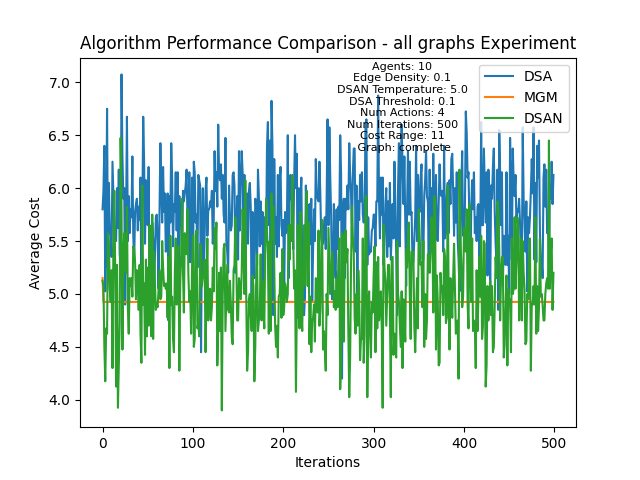 Algorithm Performance Comparison - all graphs Experiment
Agents: 10
Edge Density: 0.1
DSAN Temperature: 5.0
DSA Threshold: 0.1
Num Actions: 4
Num Iterations: 500
Cost Range: 11
Graph: complete
DSA
MGM
DSAN
7.0
6.5
6.0
5.5
5.0
4.5
4.0
Average Cost
0
100
200
300
400
500
Iterations